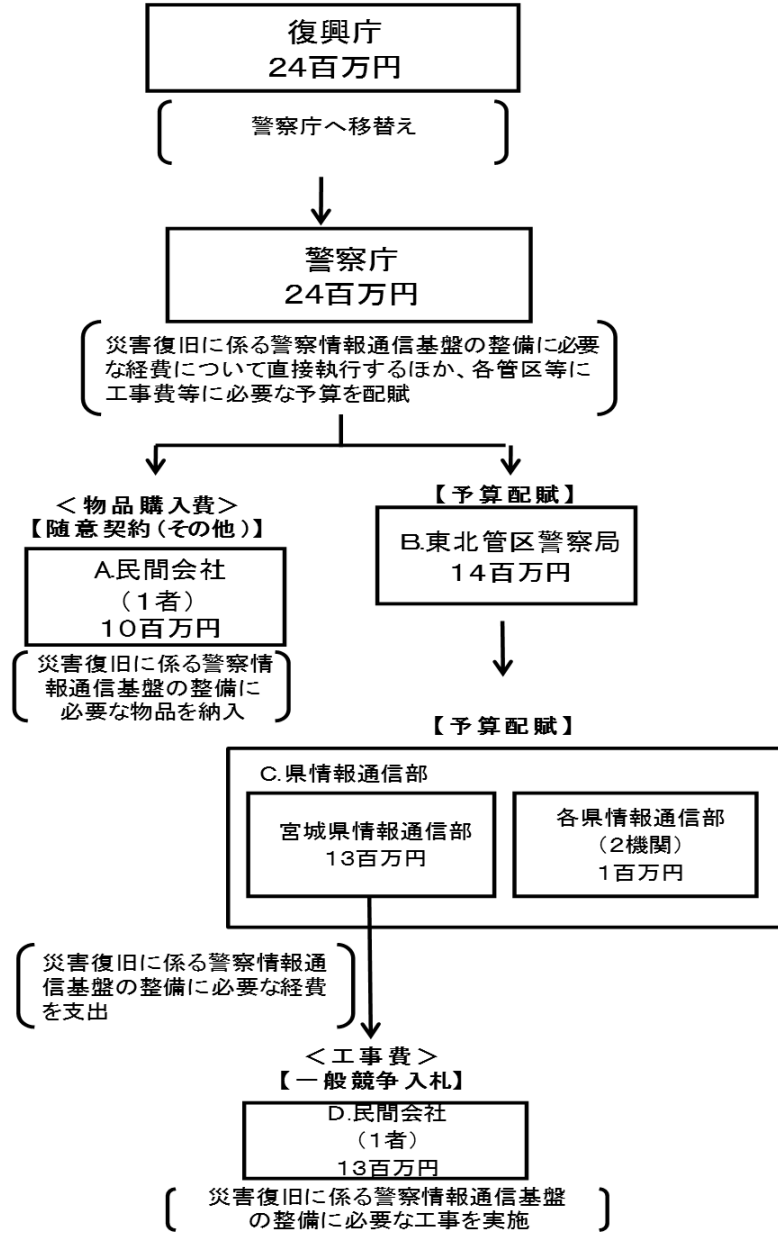 復興庁
24百万円
警察庁へ移替え
警察庁
24百万円
災害復旧に係る警察情報通信基盤の整備に必要
な経費について直接執行するほか、各管区等に
工事費等に必要な予算を配賦
＜物品購入費＞
【随意契約（その他）】
A.民間会社
（1者）
10百万円
災害復旧に係る警察情
報通信基盤の整備に
必要な物品を納入
【予算配賦】
B.東北管区警察局
14百万円
【予算配賦】
C.県情報通信部
宮城県情報通信部
13百万円
各県情報通信部
（2機関）
1百万円
災害復旧に係る警察情報通
信基盤の整備に必要な経費
を支出
＜工事費＞
【一般競争入札】
D.民間会社
（1者）
13百万円
災害復旧に係る警察情報通信基盤
の整備に必要な工事を実施